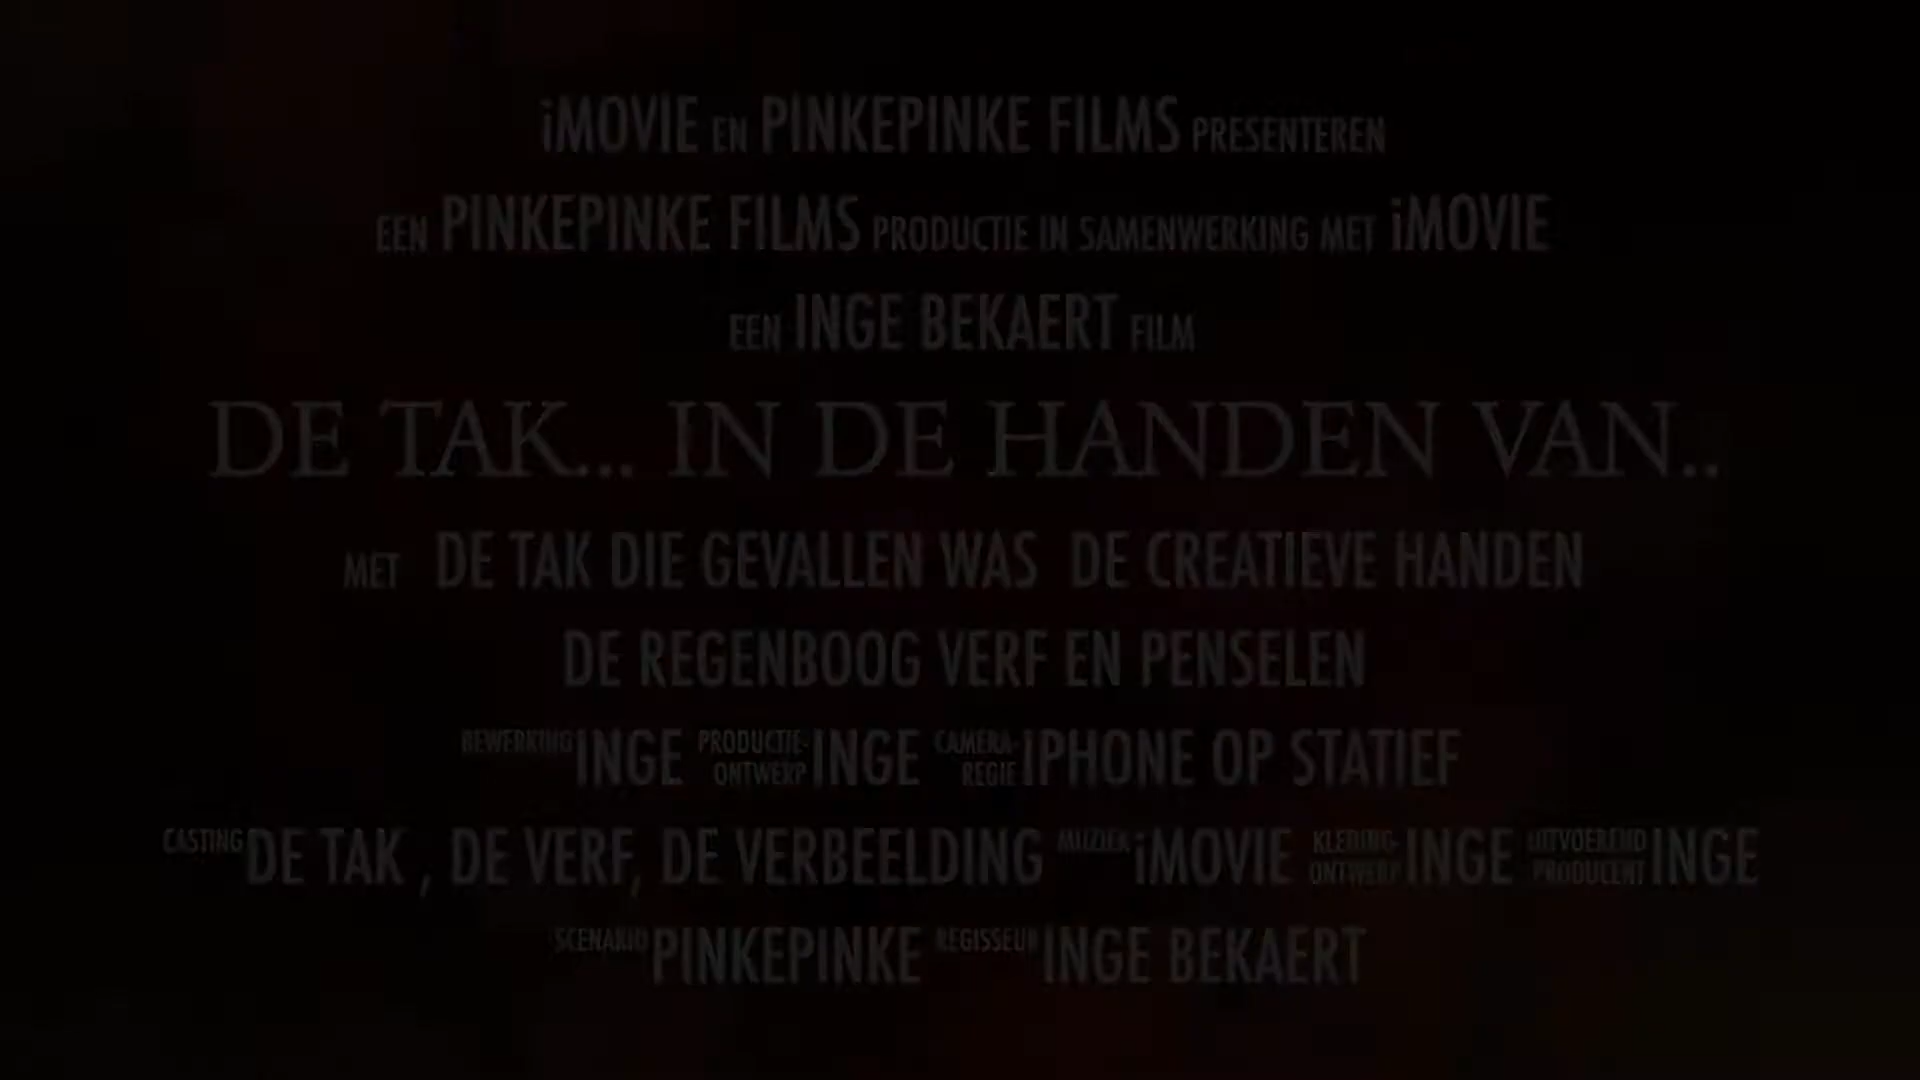 iMOVIE EN PINKEPINKE FILMS PRESENTEREN
EEN PINKEPINKE FILMS PRODUCTIE IN SAMENWERKING MET iMOVIE
EEN INGE BEKAERT FILM
DE TAK... IN DE HANDEN VAN..
MET DE TAK DIE GEVALLEN WAS DE CREATIEVE HANDEN
DE REGENBOOG VERF EN PENSELEN
BEWERKING INGE PRODUCTIE-ONTWERP INGE CAMERA-REGIE IPHONE OP STATIEF
CASTING DE TAK , DE VERF, DE VERBEELDING MUZIEK iMOVIE KLEDING-ONTWERP INGE UITVOEREND PRODUCENT INGE
SCENARIO PINKEPINKE REGISSEUR INGE BEKAERT